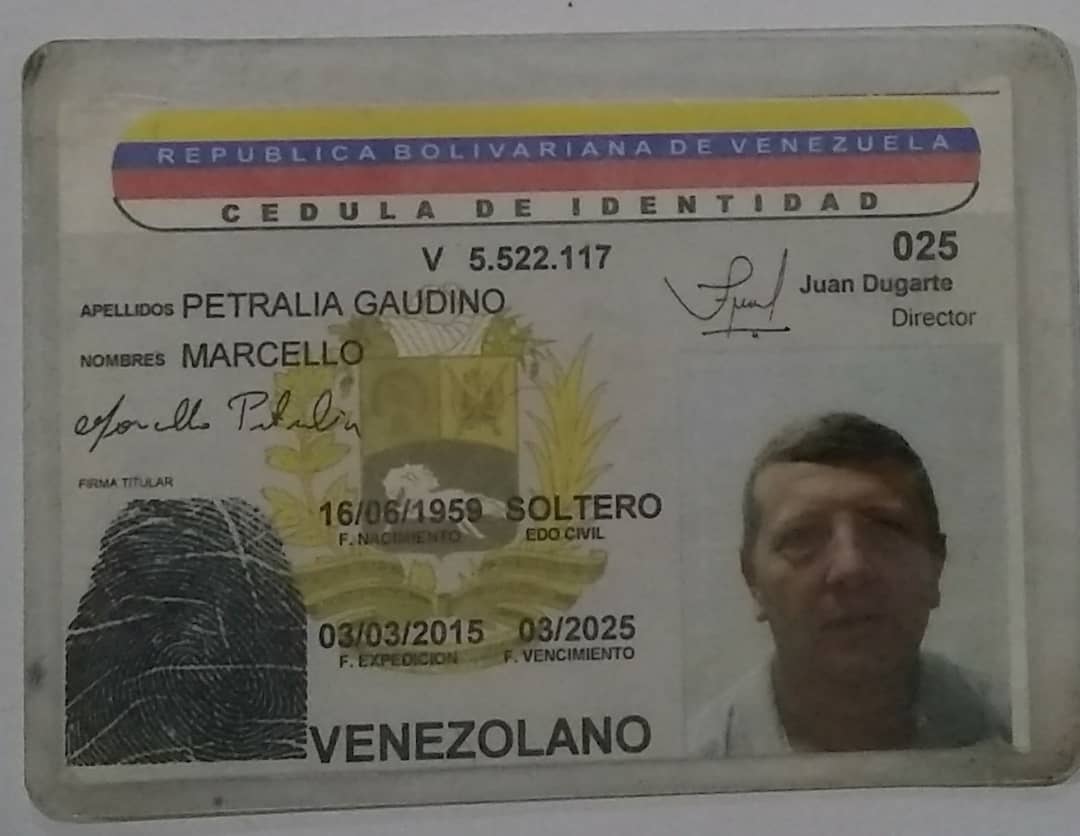 REPUBLICA BOLIVARIANA DE VENEZUELA
CEDULA DE IDENTIDAD
V 5.522.117
025
Juan Dugarte
Director
APELLIDOS PETRALIA GAUDINO
NOMBRES MARCELLO
Marcello Petralia
FIRMA TITULAR
16/06/1959 SOLTERO
F. NACIMIENTO EDO CIVIL
03/03/2015 03/2025
F. EXPEDICION F. VENCIMIENTO
VENEZOLANO